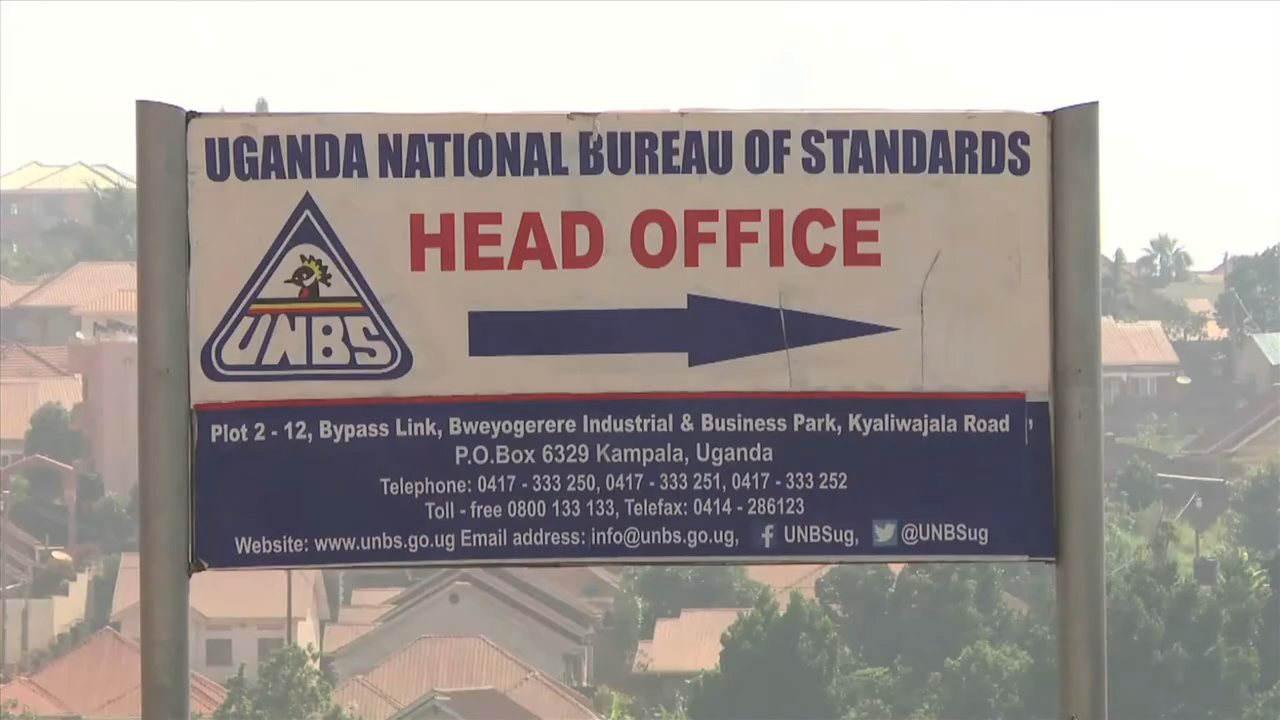 UGANDA NATIONAL BUREAU OF STANDARDS
HEAD OFFICE
UNBS
Plot 2 - 12, Bypass Link, Bweyogerere Industrial & Business Park, Kyaliwajala Road ,
P.O.Box 6329 Kampala, Uganda
Telephone: 0417 - 333 250, 0417 - 333 251, 0417 - 333 252
Toll - free 0800 133 133, Telefax: 0414 - 286123
Website: www.unbs.go.ug Email address: info@unbs.go.ug, UNBSug, @UNBSug